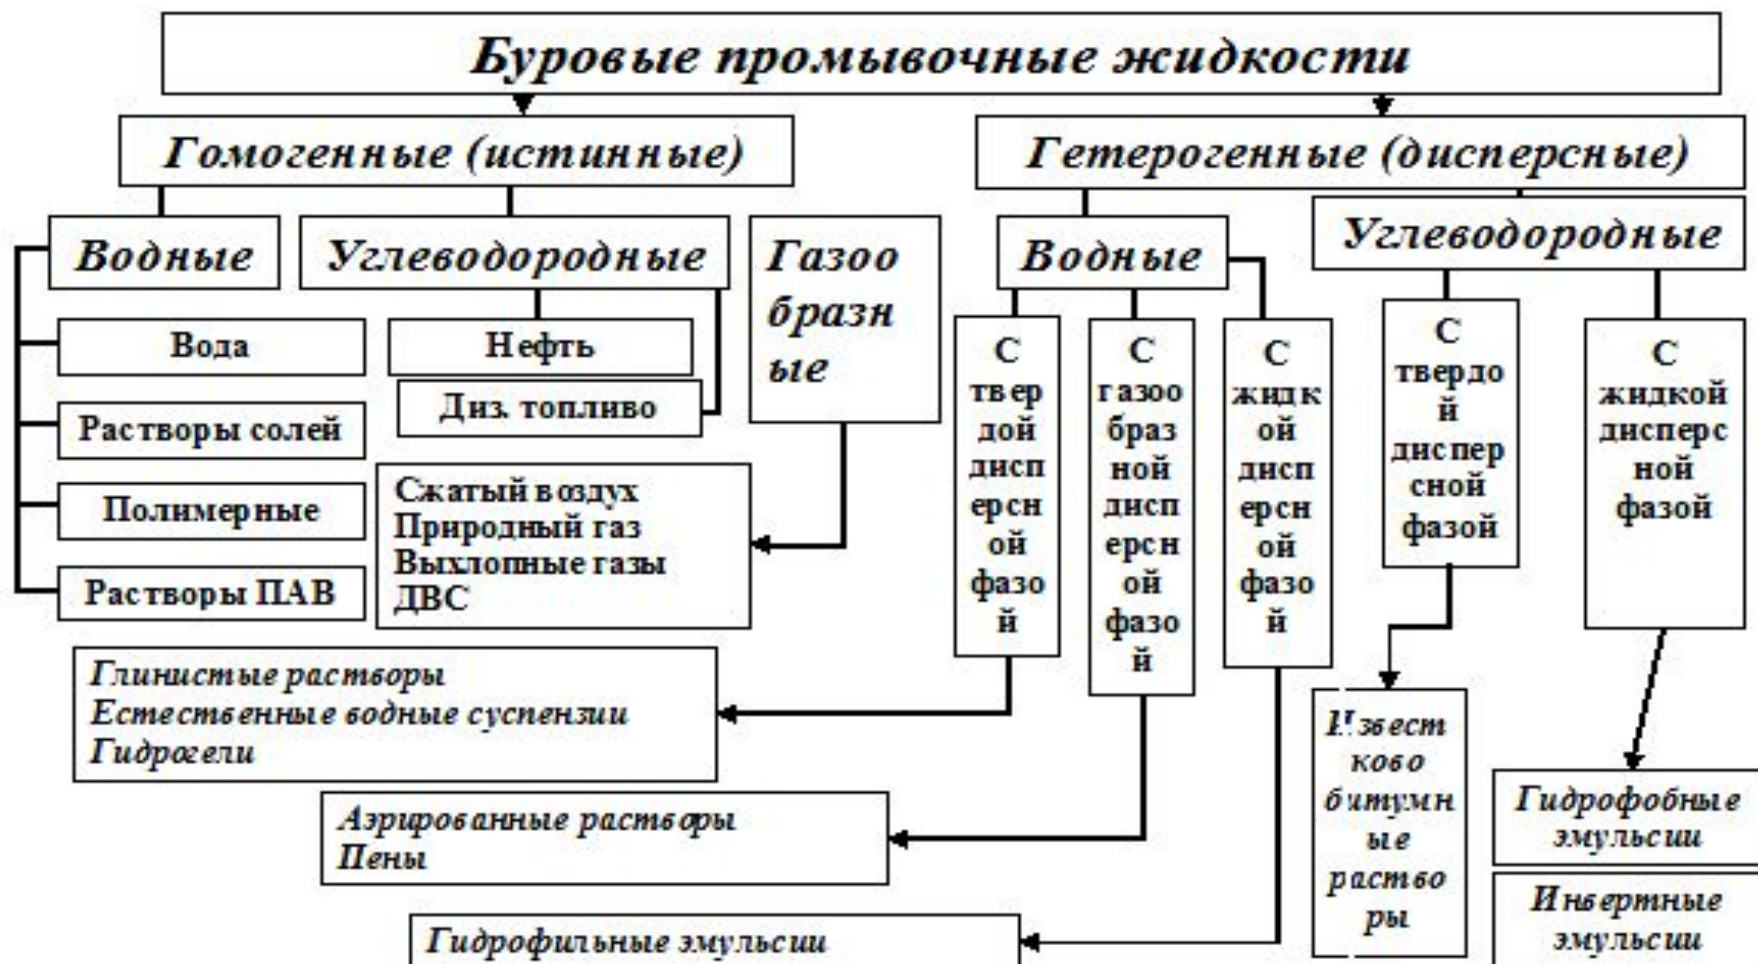 Буровые промывочные жидкости
Гомогенные (истинные)
Гетерогенные (дисперсные)
Водные
Углеводородные
Газоо
бразн
ые
Водные
Углеводородные
Вода
Растворы солей
Полимерные
Растворы ПАВ
Нефть
Диз. топливо
Сжатый воздух
Природный газ
Выхлопные газы
ДВС
С
твер
дой
дисп
ерсн
ой
фазо
й
С
газоо
браз
ной
дисп
ерсн
ой
фазо
й
С
жидк
ой
дисп
ерсн
ой
фазо
й
С
твердо
й
диспер
сной
фазой
С
жидкой
дисперс
ной
фазой
Глинистые растворы
Естественные водные суспензии
Гидрогели
Аэрированные растворы
Пены
Гидрофильные эмульсии
Извест
ково
битумн
ые
раство
ры
Гидрофобные
эмульсии
Инвертные
эмульсии